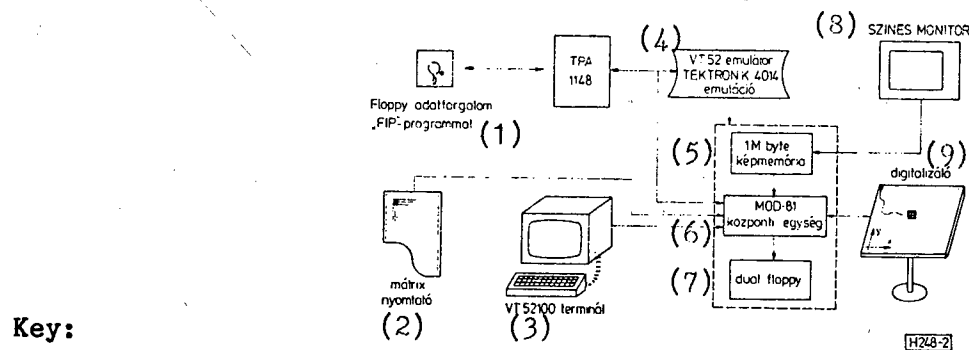 (8) SZINES MONITOR
(4)
TPA
1148
VT 52 emulátor
TEKTRONIK 4014
emuláció
Floppy adatforgalom
"FIP"-programmal (1)
(5)
1M byte
képmemória
(9)
digitalizáló
MOD-81
központi egység
(6)
(7)
dual floppy
mátrix
nyomtató
(2)
VT 52100 terminál
(3)
Key:
H248-2